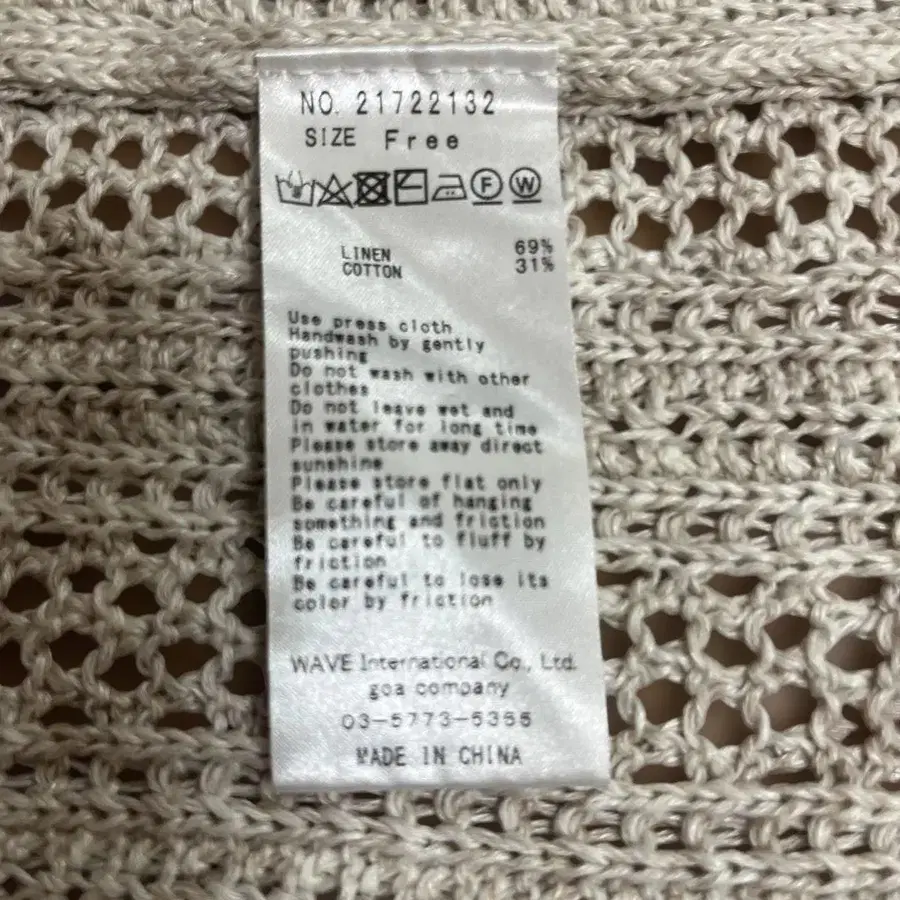 NO. 21722132
SIZE Free
F W
LINEN 69%
COTTON 31%
Use press cloth
Handwash by gently
pushing
Do not wash with other
clothes
Do not leave wet and
in water for long time
Please store away direct
sunshine
Please store flat only
Be careful of hanging
something and friction
Be careful to fluff by
friction
Be careful to lose its
color by friction
WAVE International Co., Ltd.
goa company
03-5773-5355
MADE IN CHINA